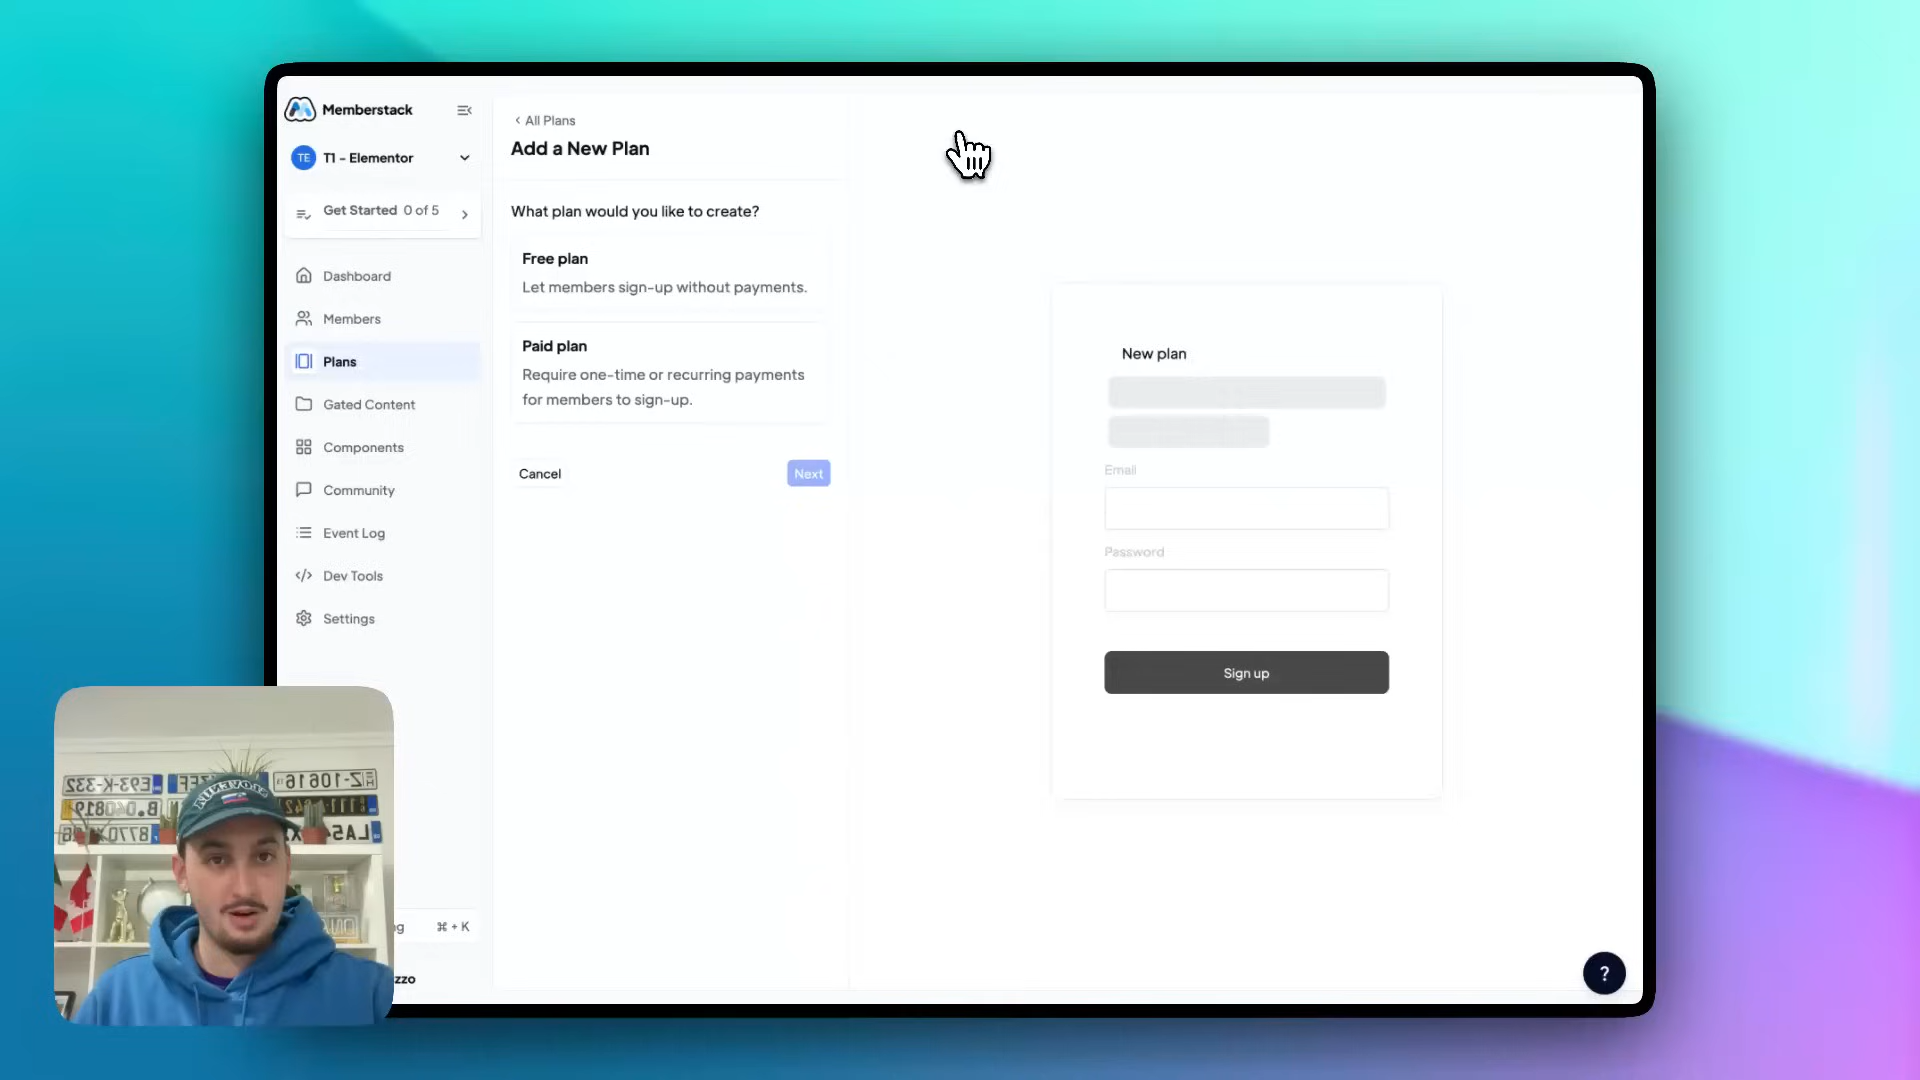 Memberstack
TE T1 - Elementor
Get Started 0 of 5
Dashboard
Members
Plans
Gated Content
Components
Community
Event Log
Dev Tools
Settings
⌘ + K
All Plans
Add a New Plan
What plan would you like to create?
Free plan
Let members sign-up without payments.
Paid plan
Require one-time or recurring payments
for members to sign-up.
Cancel
Next
New plan
Email
Password
Sign up
?